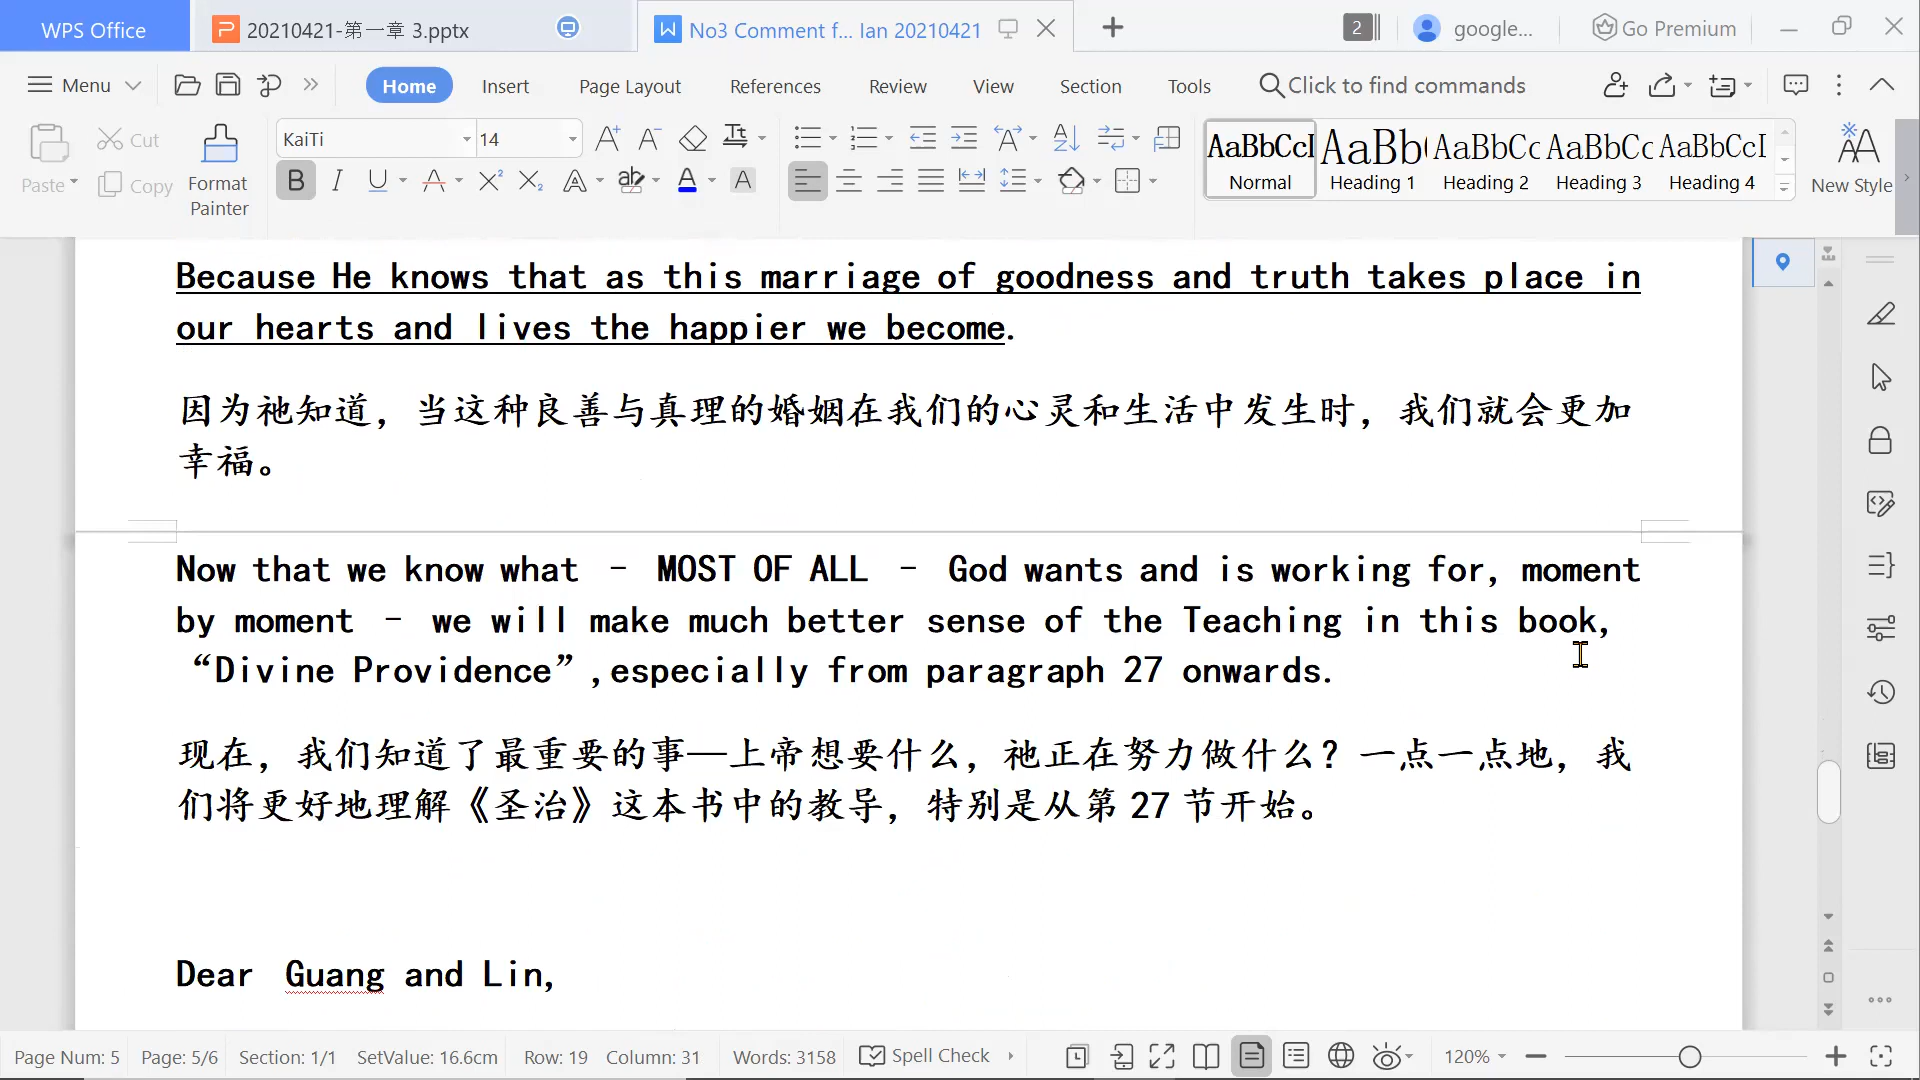 WPS Office
20210421-第一章 3.pptx
No3 Comment f... Ian 20210421
2
google...
Go Premium
Menu
Home
Insert
Page Layout
References
Review
View
Section
Tools
Click to find commands
Paste
Cut
Copy
Format
Painter
KaiTi
14
AaBbCcI
Normal
AaBb(
Heading 1
AaBbCc
Heading 2
AaBbCc
Heading 3
AaBbCcI
Heading 4
New Style
Because He knows that as this marriage of goodness and truth takes place in
our hearts and lives the happier we become.
因为祂知道，当这种良善与真理的婚姻在我们的心灵和生活中发生时，我们就会更加
幸福。
Now that we know what – MOST OF ALL – God wants and is working for, moment
by moment – we will make much better sense of the Teaching in this book,
“Divine Providence”,especially from paragraph 27 onwards.
现在，我们知道了最重要的事—上帝想要什么，祂正在努力做什么？一点一点地，我
们将更好地理解《圣治》这本书中的教导，特别是从第 27 节开始。
Dear Guang and Lin,
Page Num: 5
Page: 5/6
Section: 1/1
SetValue: 16.6cm
Row: 19
Column: 31
Words: 3158
Spell Check
120%